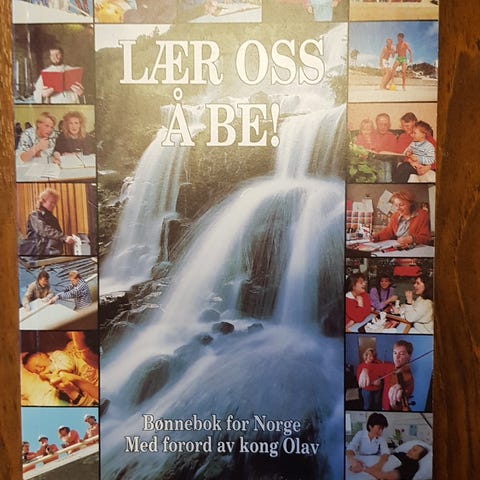 LÆR OSS
Å BE!
Bønnebok for Norge
Med forord av kong Olav